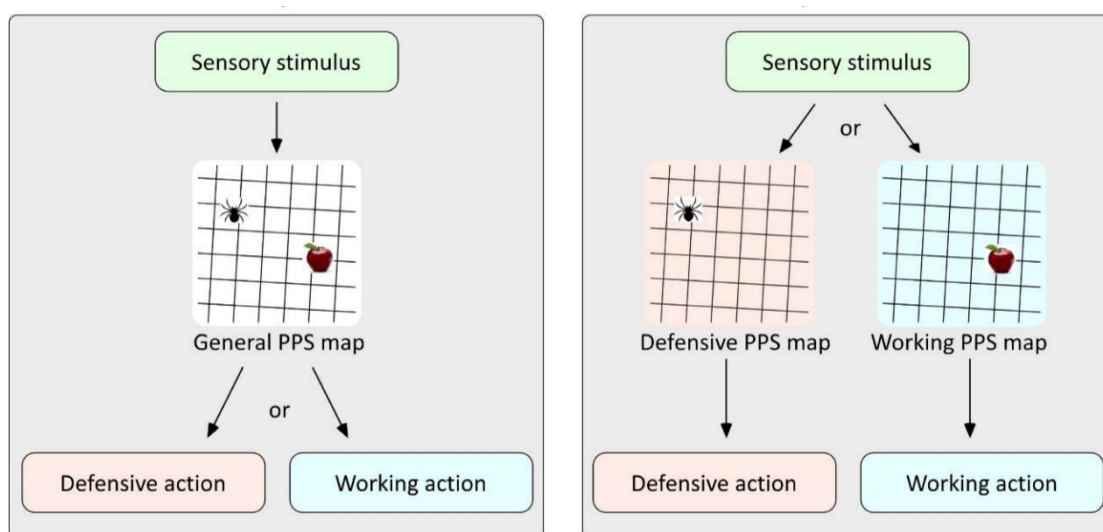 Sensory stimulus
General PPS map
or
Defensive action
Working action
Sensory stimulus
or
Defensive PPS map
Working PPS map
Defensive action
Working action